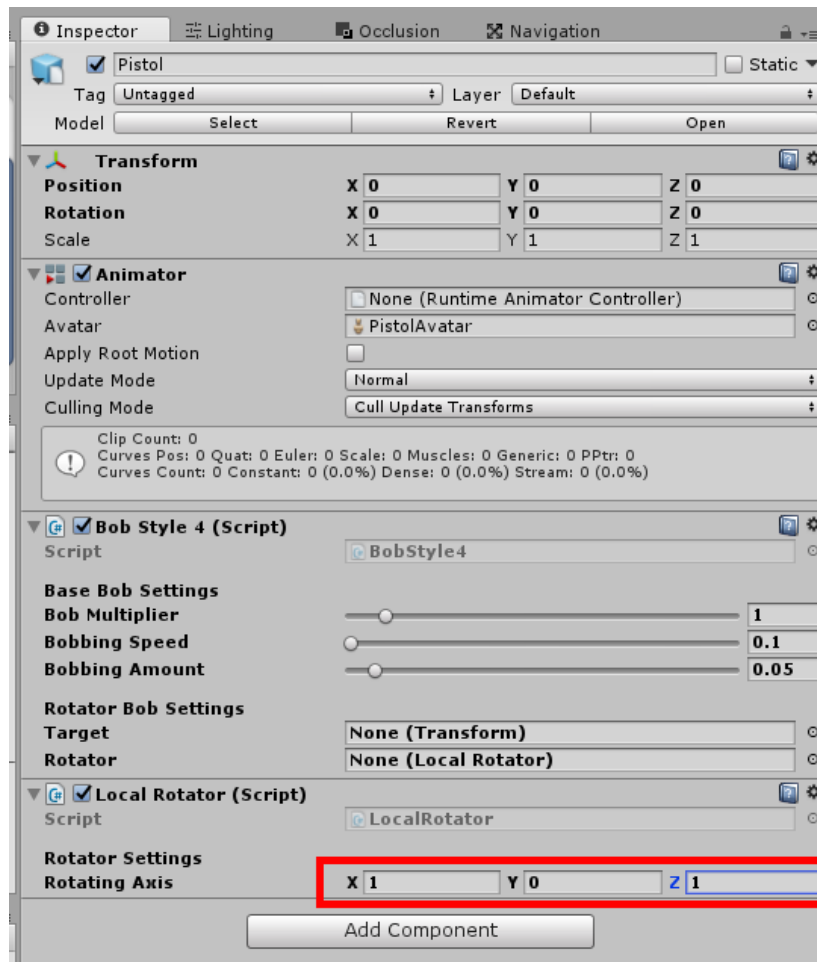 Inspector Lighting Occlusion Navigation
Pistol Static
Tag Untagged Layer Default
Model Select Revert Open
Transform
Position X 0 Y 0 Z 0
Rotation X 0 Y 0 Z 0
Scale X 1 Y 1 Z 1
Animator
Controller None (Runtime Animator Controller)
Avatar PistolAvatar
Apply Root Motion
Update Mode Normal
Culling Mode Cull Update Transforms
Clip Count: 0
Curves Pos: 0 Quat: 0 Euler: 0 Scale: 0 Muscles: 0 Generic: 0 PPtr: 0
Curves Count: 0 Constant: 0 (0.0%) Dense: 0 (0.0%) Stream: 0 (0.0%)
Bob Style 4 (Script)
Script BobStyle4
Base Bob Settings
Bob Multiplier 1
Bobbing Speed 0.1
Bobbing Amount 0.05
Rotator Bob Settings
Target None (Transform)
Rotator None (Local Rotator)
Local Rotator (Script)
Script LocalRotator
Rotator Settings
Rotating Axis X 1 Y 0 Z 1
Add Component